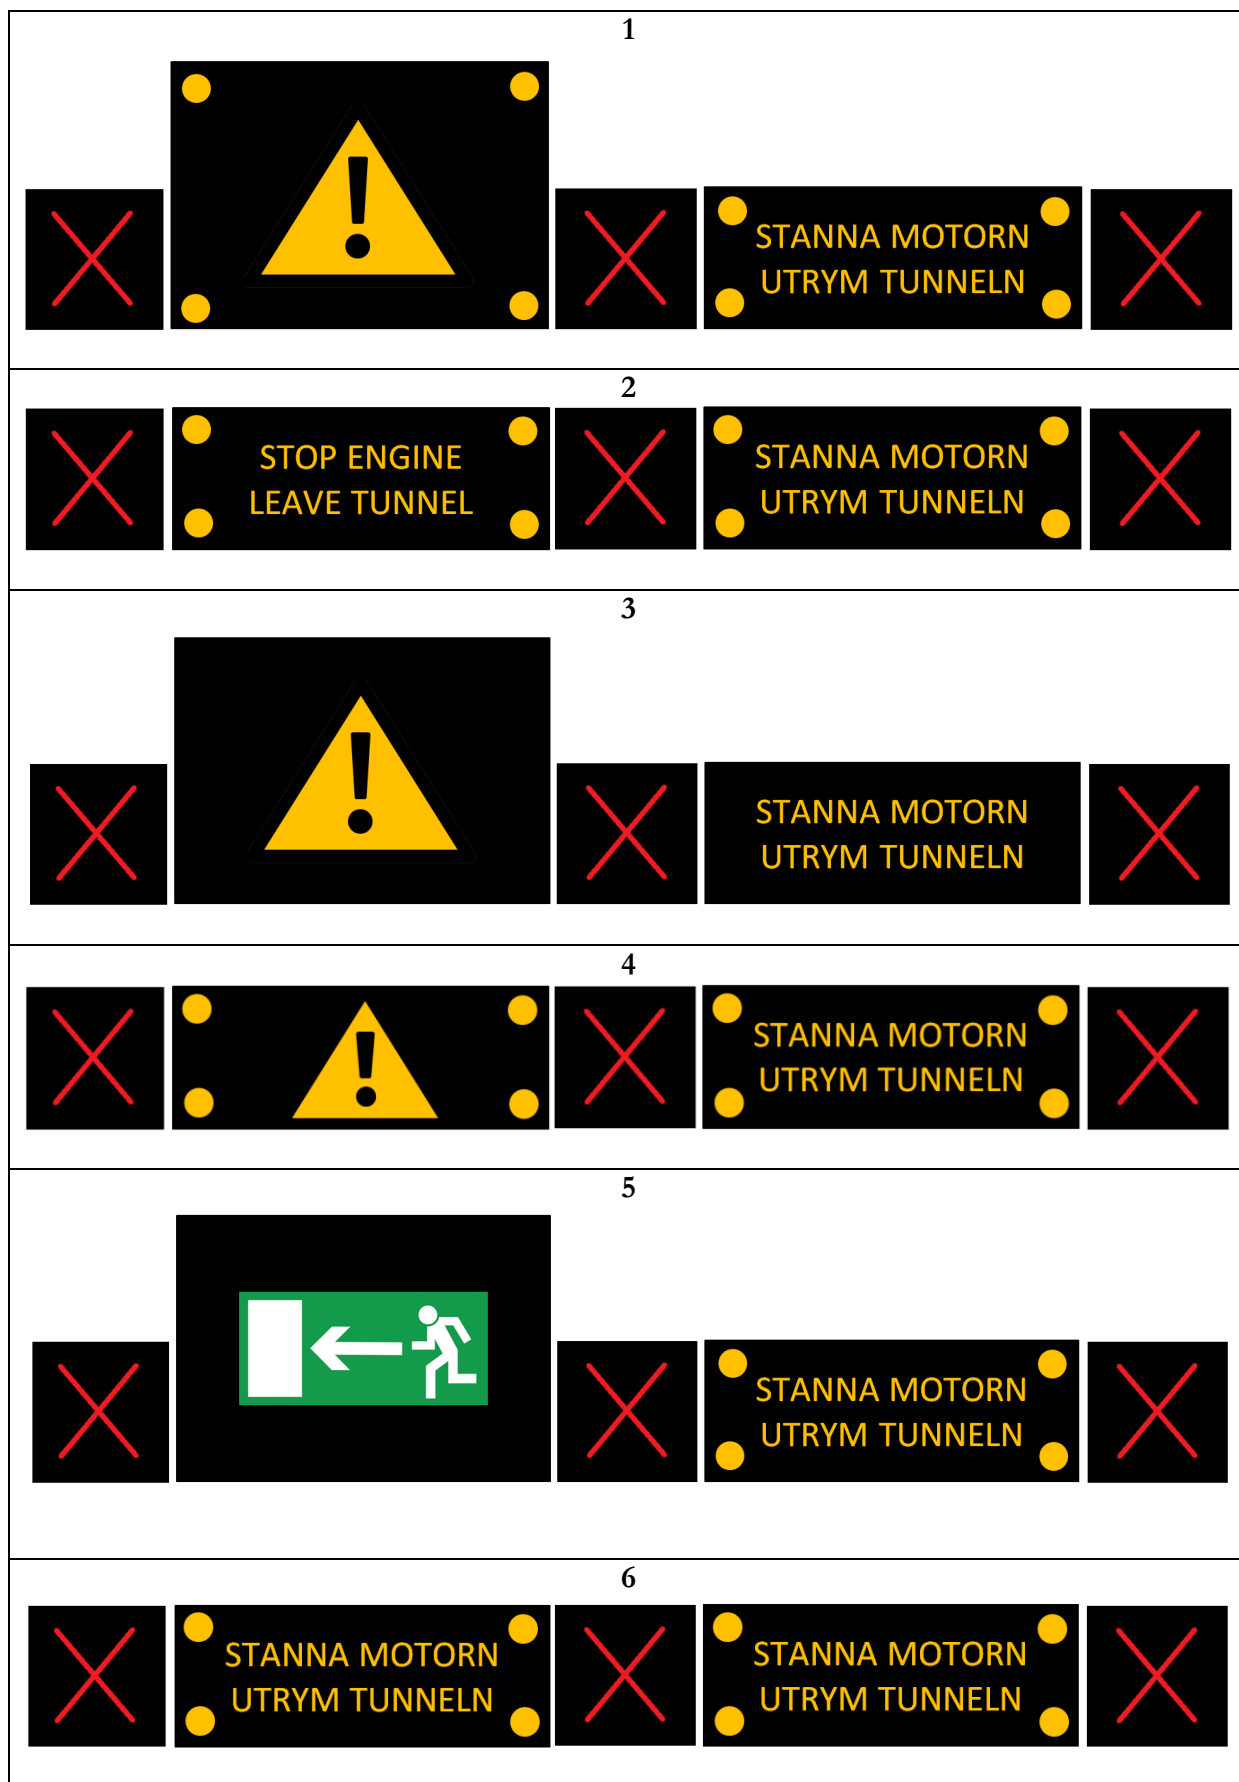 1
STANNA MOTORN
UTRYM TUNNELN
2
STOP ENGINE
LEAVE TUNNEL
STANNA MOTORN
UTRYM TUNNELN
3
STANNA MOTORN
UTRYM TUNNELN
4
STANNA MOTORN
UTRYM TUNNELN
5
STANNA MOTORN
UTRYM TUNNELN
6
STANNA MOTORN
UTRYM TUNNELN
STANNA MOTORN
UTRYM TUNNELN